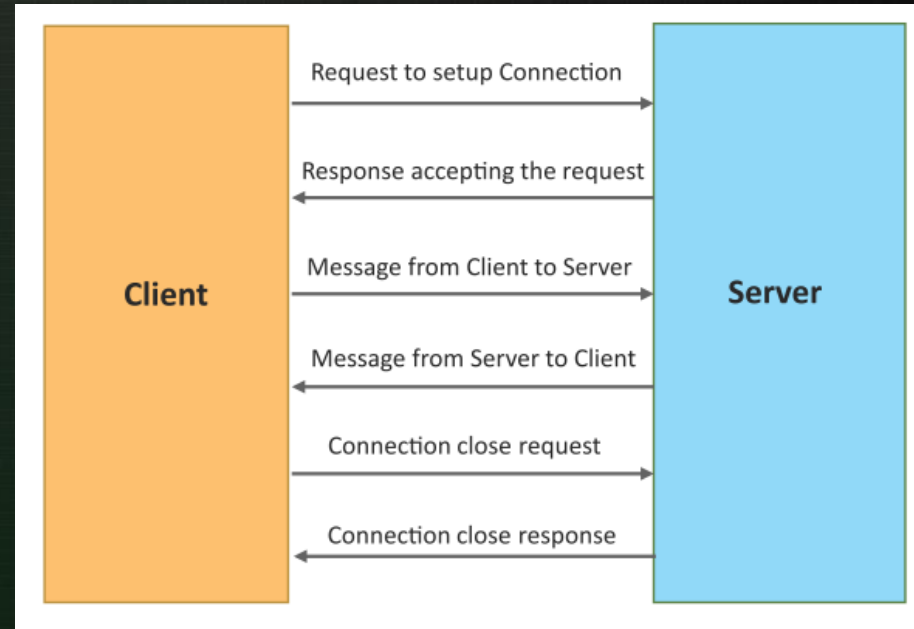 Request to setup Connection
Response accepting the request
Message from Client to Server
Client
Server
Message from Server to Client
Connection close request
Connection close response